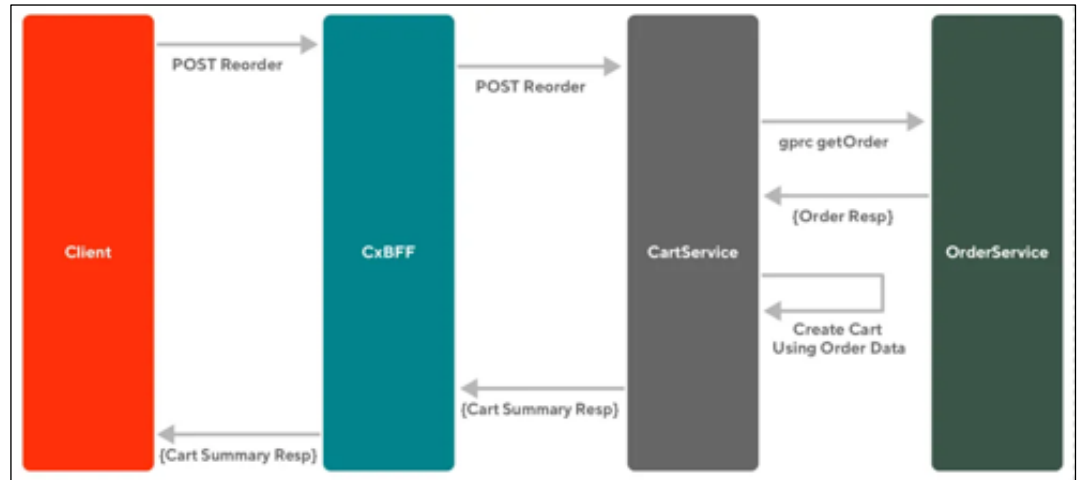 POST Reorder
POST Reorder
gprc getOrder
{Order Resp}
Client
CxBFF
CartService
OrderService
Create Cart
Using Order Data
{Cart Summary Resp}
{Cart Summary Resp}